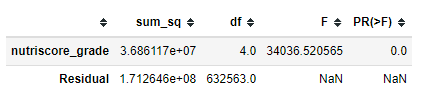 sum_sq df F PR(>F)
nutriscore_grade 3.686117e+07 4.0 34036.520565 0.0
Residual 1.712646e+08 632563.0 NaN NaN